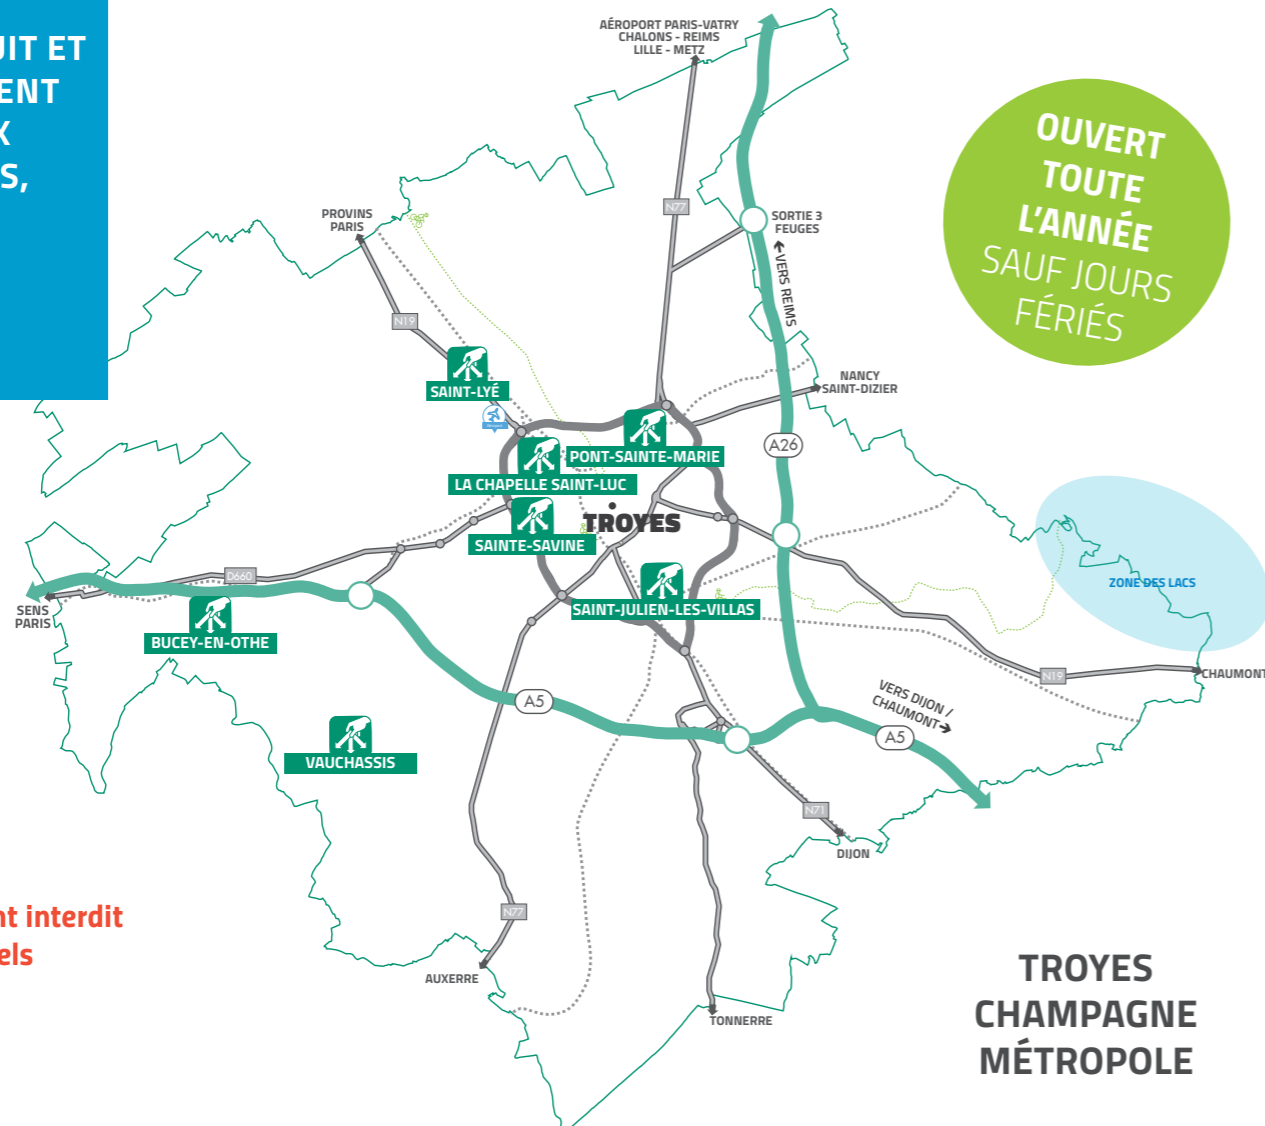 UIT ET
ENT
X
S,
AÉROPORT PARIS-VATRY
CHALONS - REIMS
LILLE - METZ
OUVERT
TOUTE
L'ANNÉE
SAUF JOURS
FÉRIÉS
PROVINS
PARIS
N77
SORTIE 3
FEUGES
VERS REIMS
N19
SAINT-LYÉ
NANCY
SAINT-DIZIER
A26
PONT-SAINTE-MARIE
LA CHAPELLE SAINT-LUC
TROYES
SAINTE-SAVINE
D660
ZONE DES LACS
SENS
PARIS
SAINT-JULIEN-LES-VILLAS
BUCEY-EN-OTHE
N19
CHAUMONT
A5
VERS DIJON /
CHAUMONT
A5
VAUCHASSIS
N71
DIJON
N77
nt interdit
els
AUXERRE
TONNERRE
TROYES
CHAMPAGNE
MÉTROPOLE